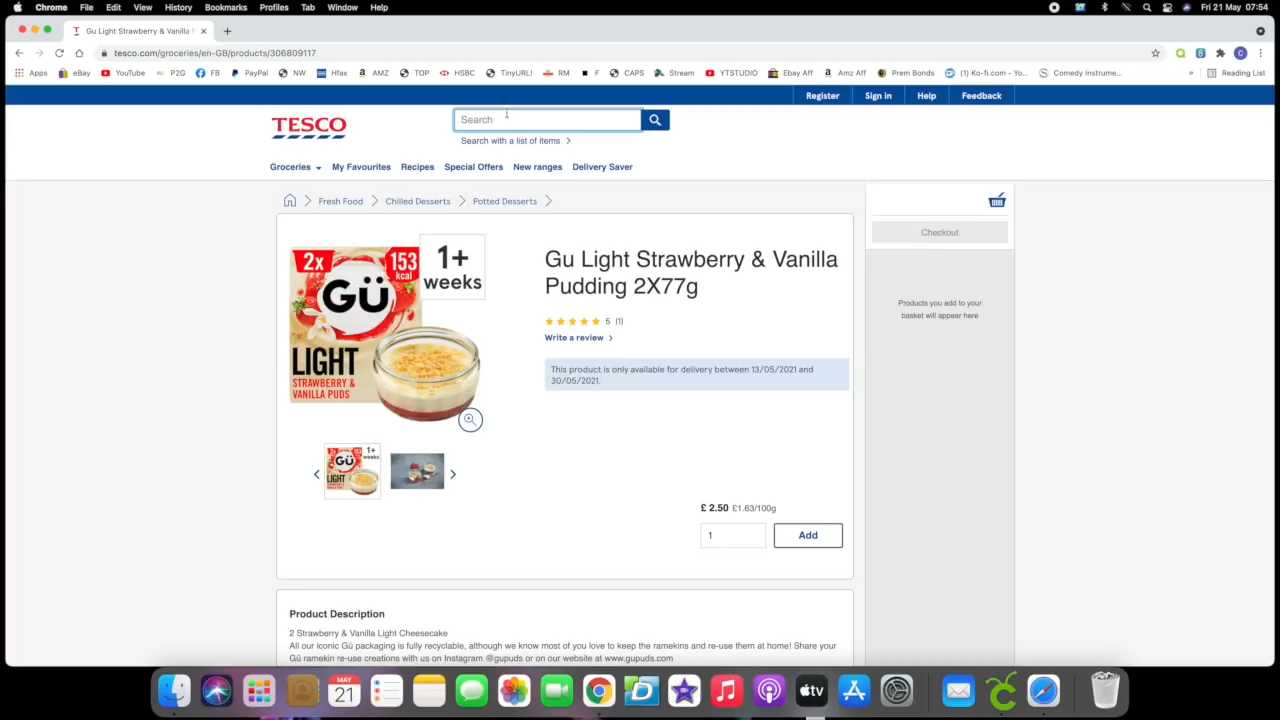 Chrome File Edit View History Bookmarks Profiles Tab Window Help Fri 21 May 07:54
Gu Light Strawberry & Vanilla
tesco.com/groceries/en-GB/products/306809117
Apps eBay YouTube P2G FB PayPal NW Hfax AMZ TOP HSBC TinyURL! RM F CAPS Stream YTSTUDIO Ebay Aff Amz Aff Prem Bonds (1) Ko-fi.com - Yo... Comedy Instrume... » Reading List
Register Sign in Help Feedback
TESCO
Search
Search with a list of items
Groceries My Favourites Recipes Special Offers New ranges Delivery Saver
Fresh Food Chilled Desserts Potted Desserts
Checkout
Products you add to your
basket will appear here
2x
153
kcal
GÜ
LIGHT
STRAWBERRY &
VANILLA PUDS
1+
weeks
Gu Light Strawberry & Vanilla
Pudding 2X77g
5 (1)
Write a review
This product is only available for delivery between 13/05/2021 and
30/05/2021.
GÜ
LIGHT
1+
weeks
£ 2.50 £1.63/100g
1 Add
Product Description
2 Strawberry & Vanilla Light Cheesecake
All our iconic Gü packaging is fully recyclable, although we know most of you love to keep the ramekins and re-use them at home! Share your
Gü ramekin re-use creations with us on Instagram @gupuds or on our website at www.gupuds.com
MAY
21
tv